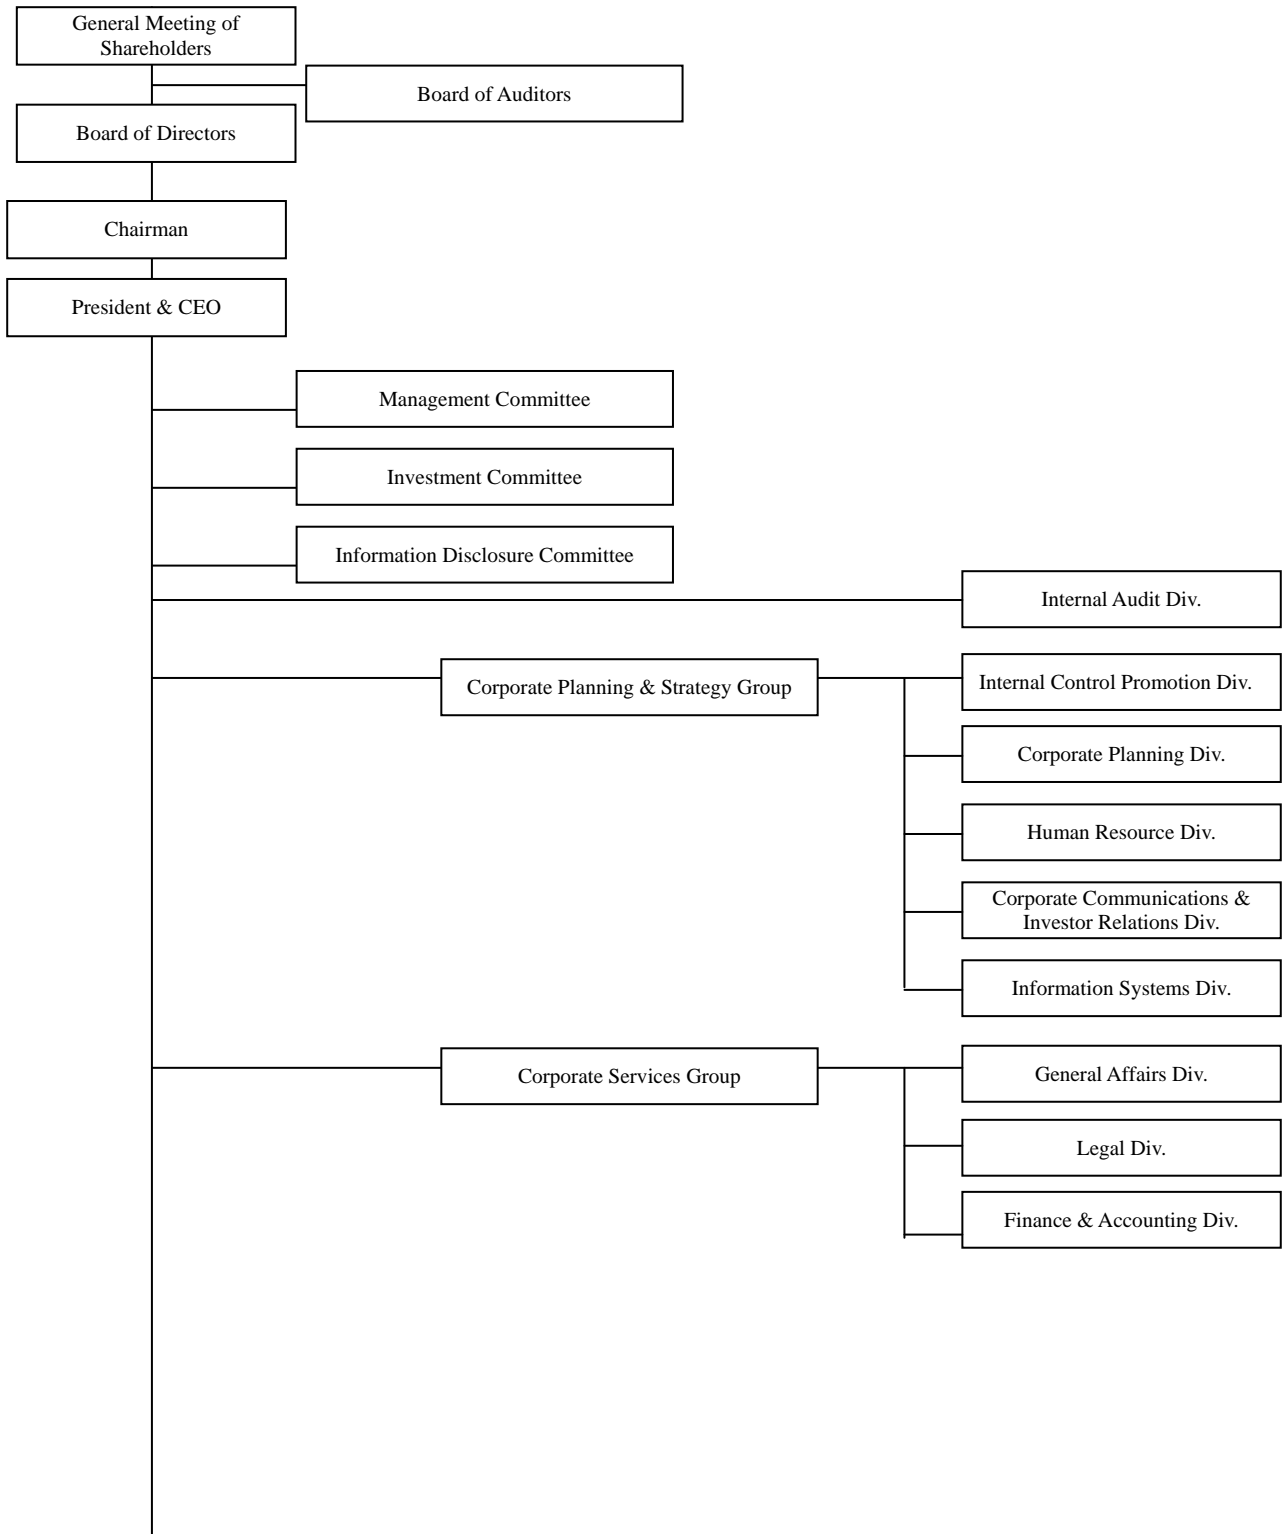 General Meeting of
Shareholders
Board of Auditors
Board of Directors
Chairman
President & CEO
Management Committee
Investment Committee
Information Disclosure Committee
Internal Audit Div.
Corporate Planning & Strategy Group
Internal Control Promotion Div.
Corporate Planning Div.
Human Resource Div.
Corporate Communications &
Investor Relations Div.
Information Systems Div.
Corporate Services Group
General Affairs Div.
Legal Div.
Finance & Accounting Div.